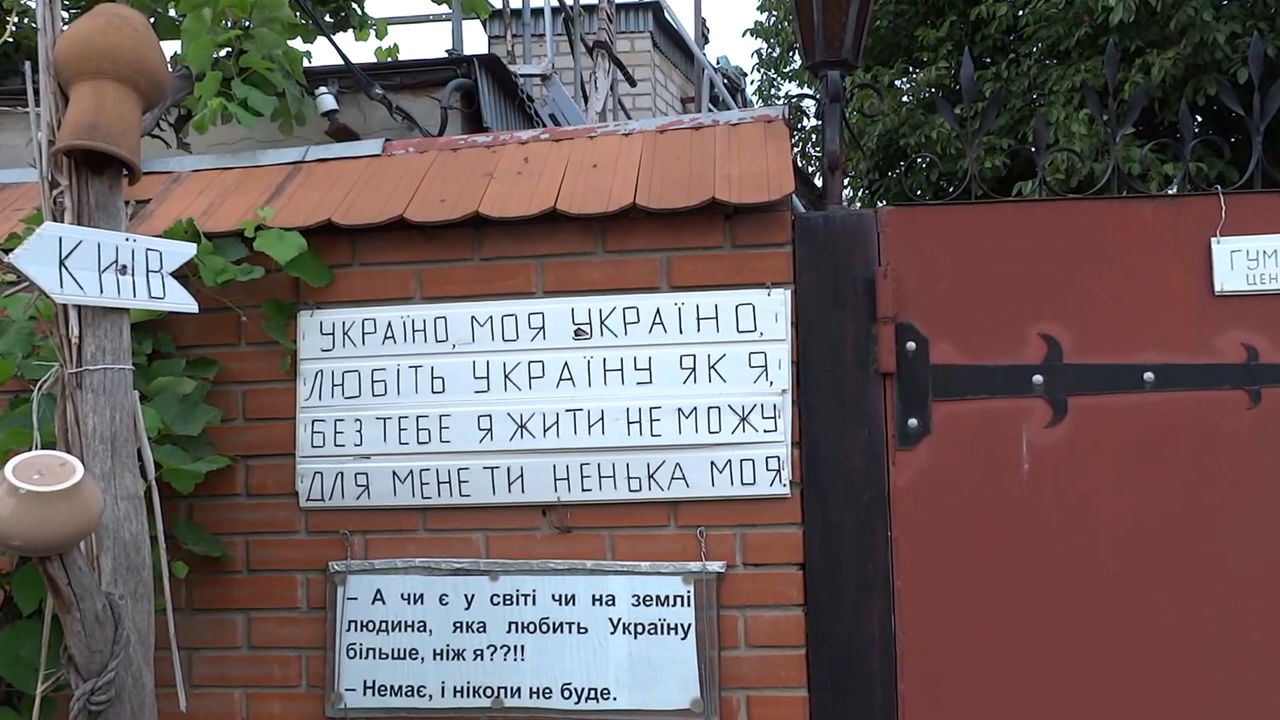 КИЇВ
УКРАЇНО, МОЯ УКРАЇНО,
ЛЮБІТЬ УКРАЇНУ ЯК Я,
БЕЗ ТЕБЕ Я ЖИТИ НЕ МОЖУ
ДЛЯ МЕНЕ ТИ НЕНЬКА МОЯ.
– А чи є у світі чи на землі
людина, яка любить Україну
більше, ніж я??!!
– Немає, і ніколи не буде.